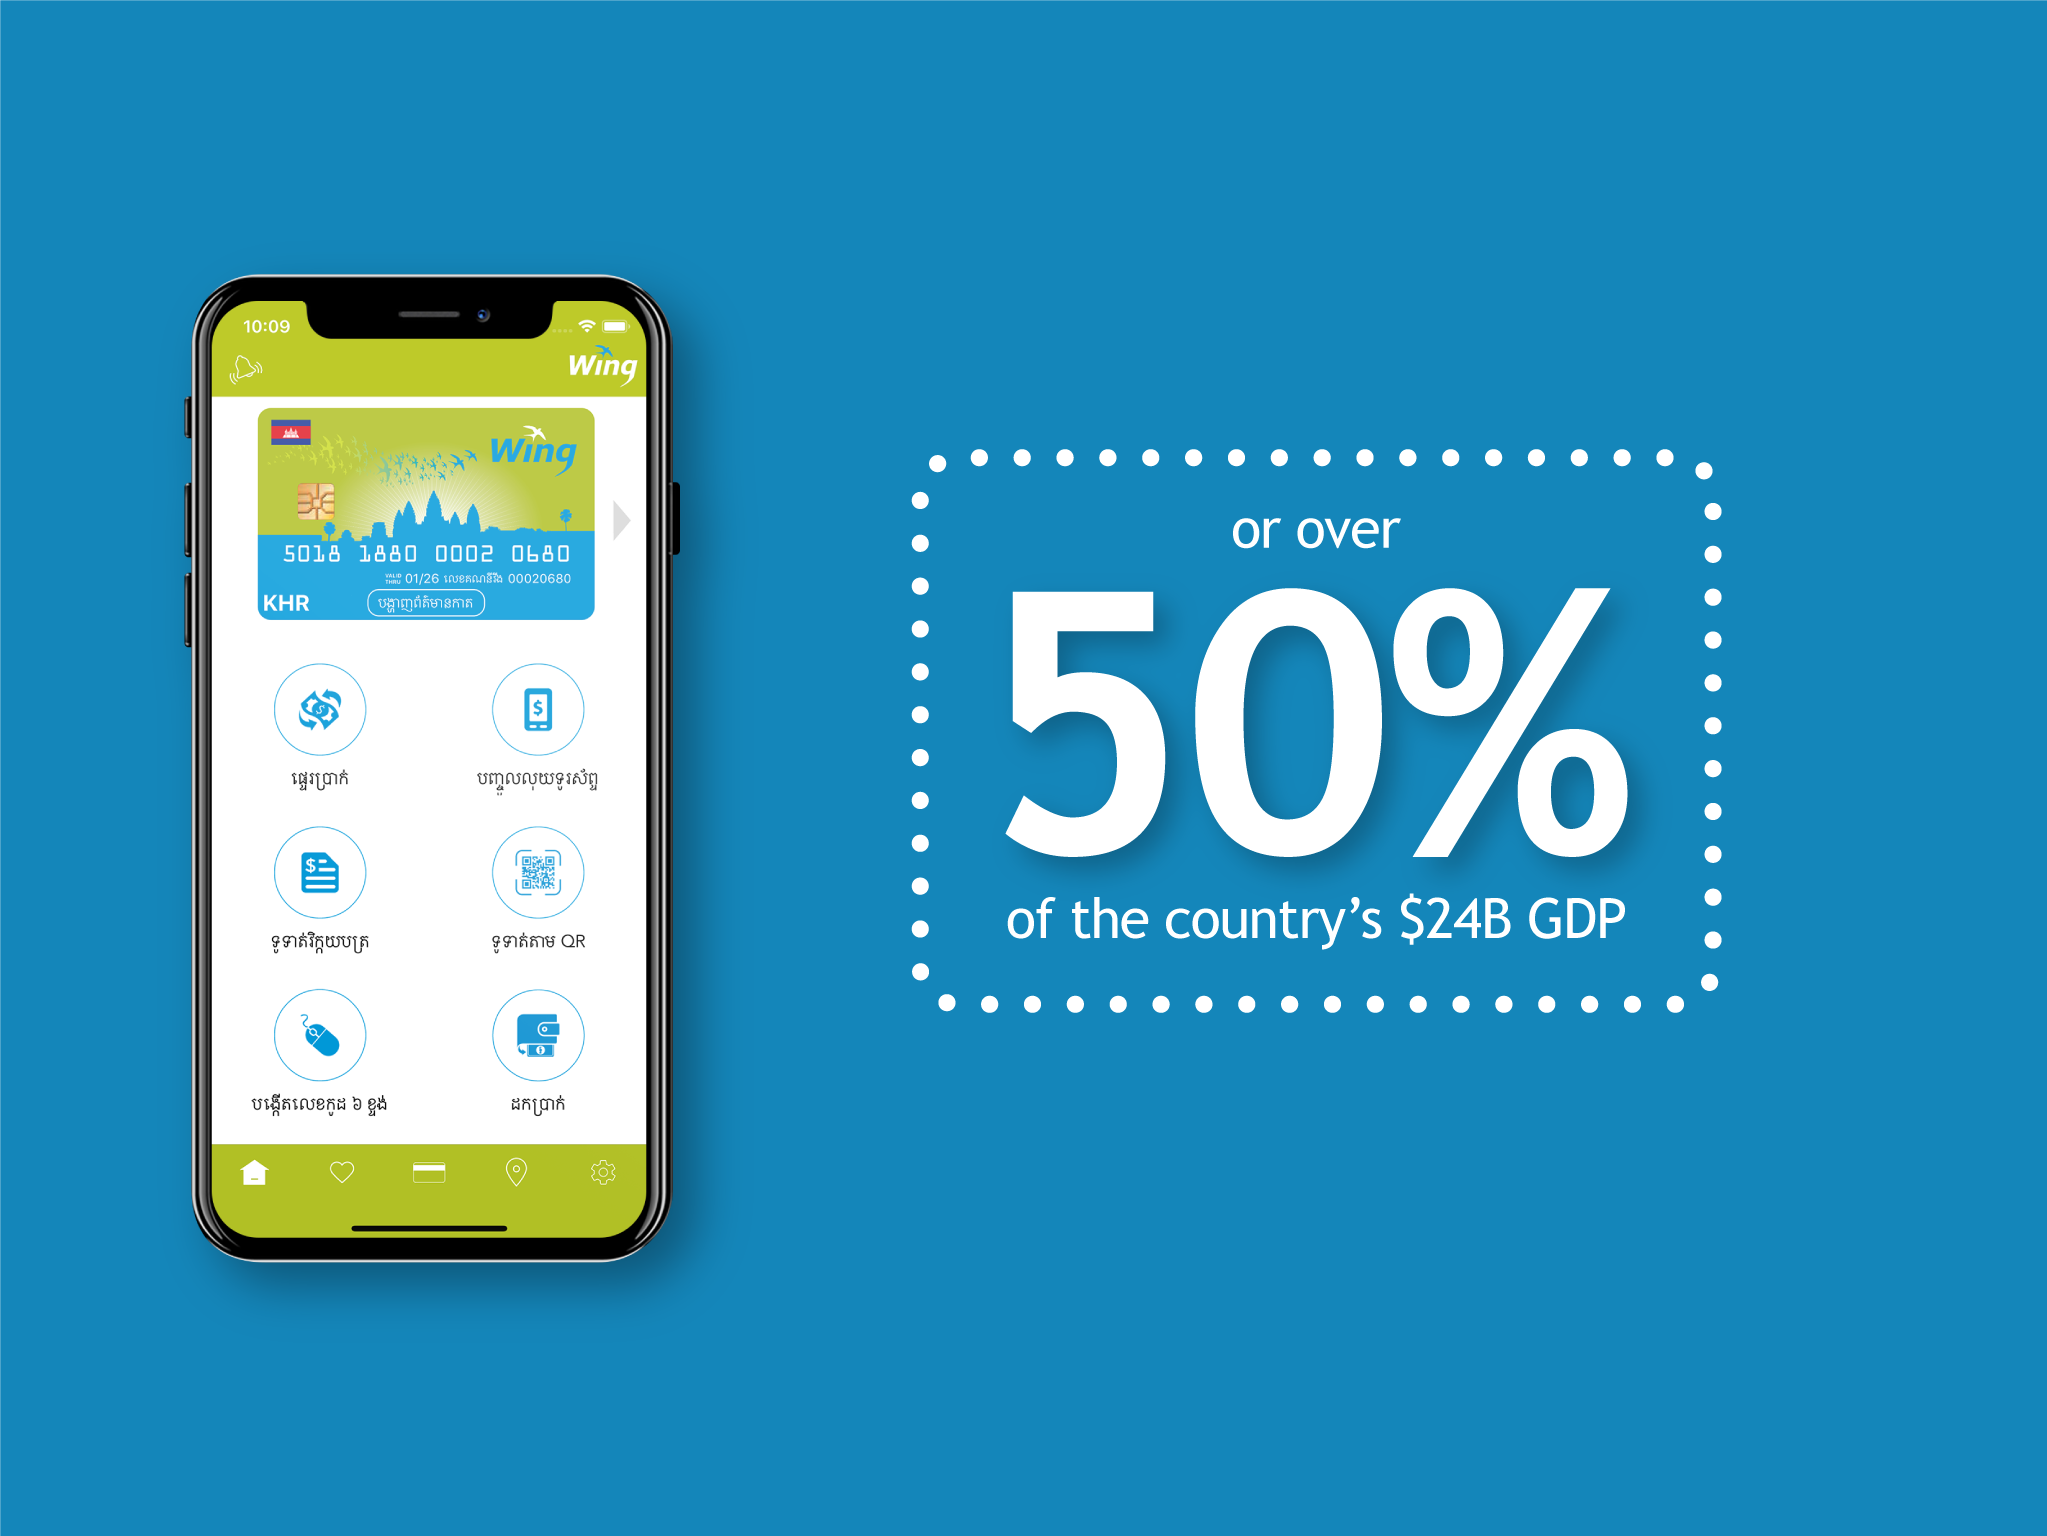 10:09
Wing
Wing
5018 1880 0002 0680
VALID THRU 01/26 លេខគណនីវីង 00020680
KHR
បង្ហាញព័ត៌មានកាត
ផ្ទេរប្រាក់
បញ្ចូលលុយទូរស័ព្ទ
ទូទាត់វិក្កយបត្រ
ទូទាត់តាម QR
បង្កើតលេខកូដ ៦ ខ្ទង់
ដកប្រាក់
or over
50%
of the country’s $24B GDP